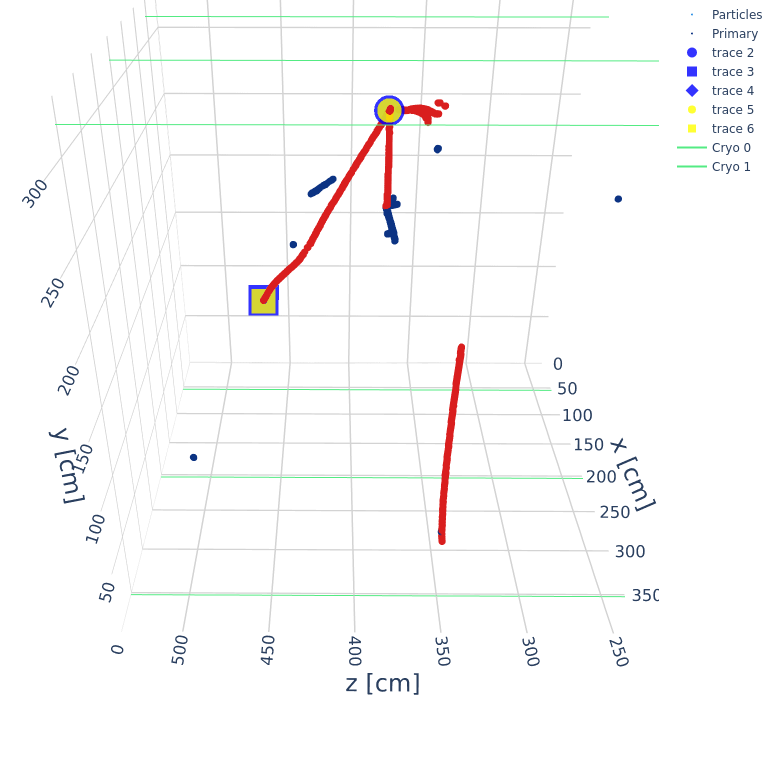 Particles
Primary
trace 2
trace 3
trace 4
trace 5
trace 6
Cryo 0
Cryo 1
300
250
200
150
100
50
0
y [cm]
500
450
400
350
300
250
z [cm]
0
50
100
150
200
250
300
350
x [cm]